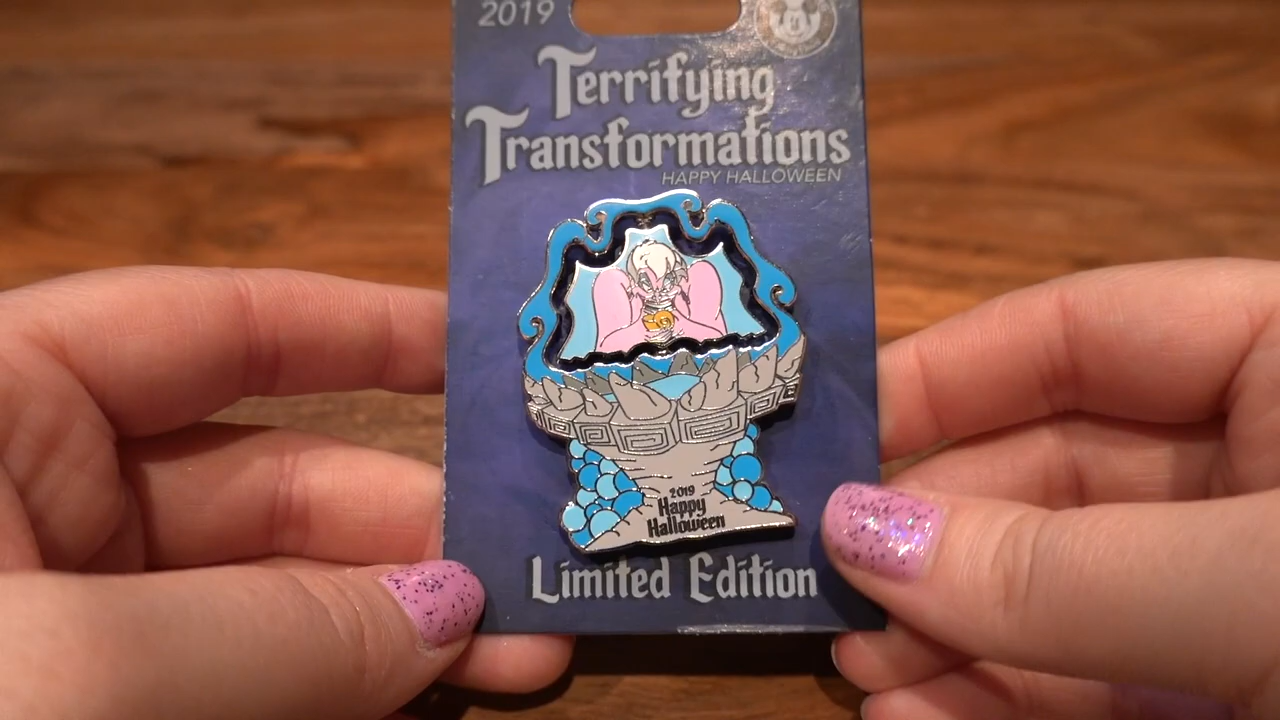 2019
Terrifying
Transformations
HAPPY HALLOWEEN
2019
Happy
Halloween
Limited Edition